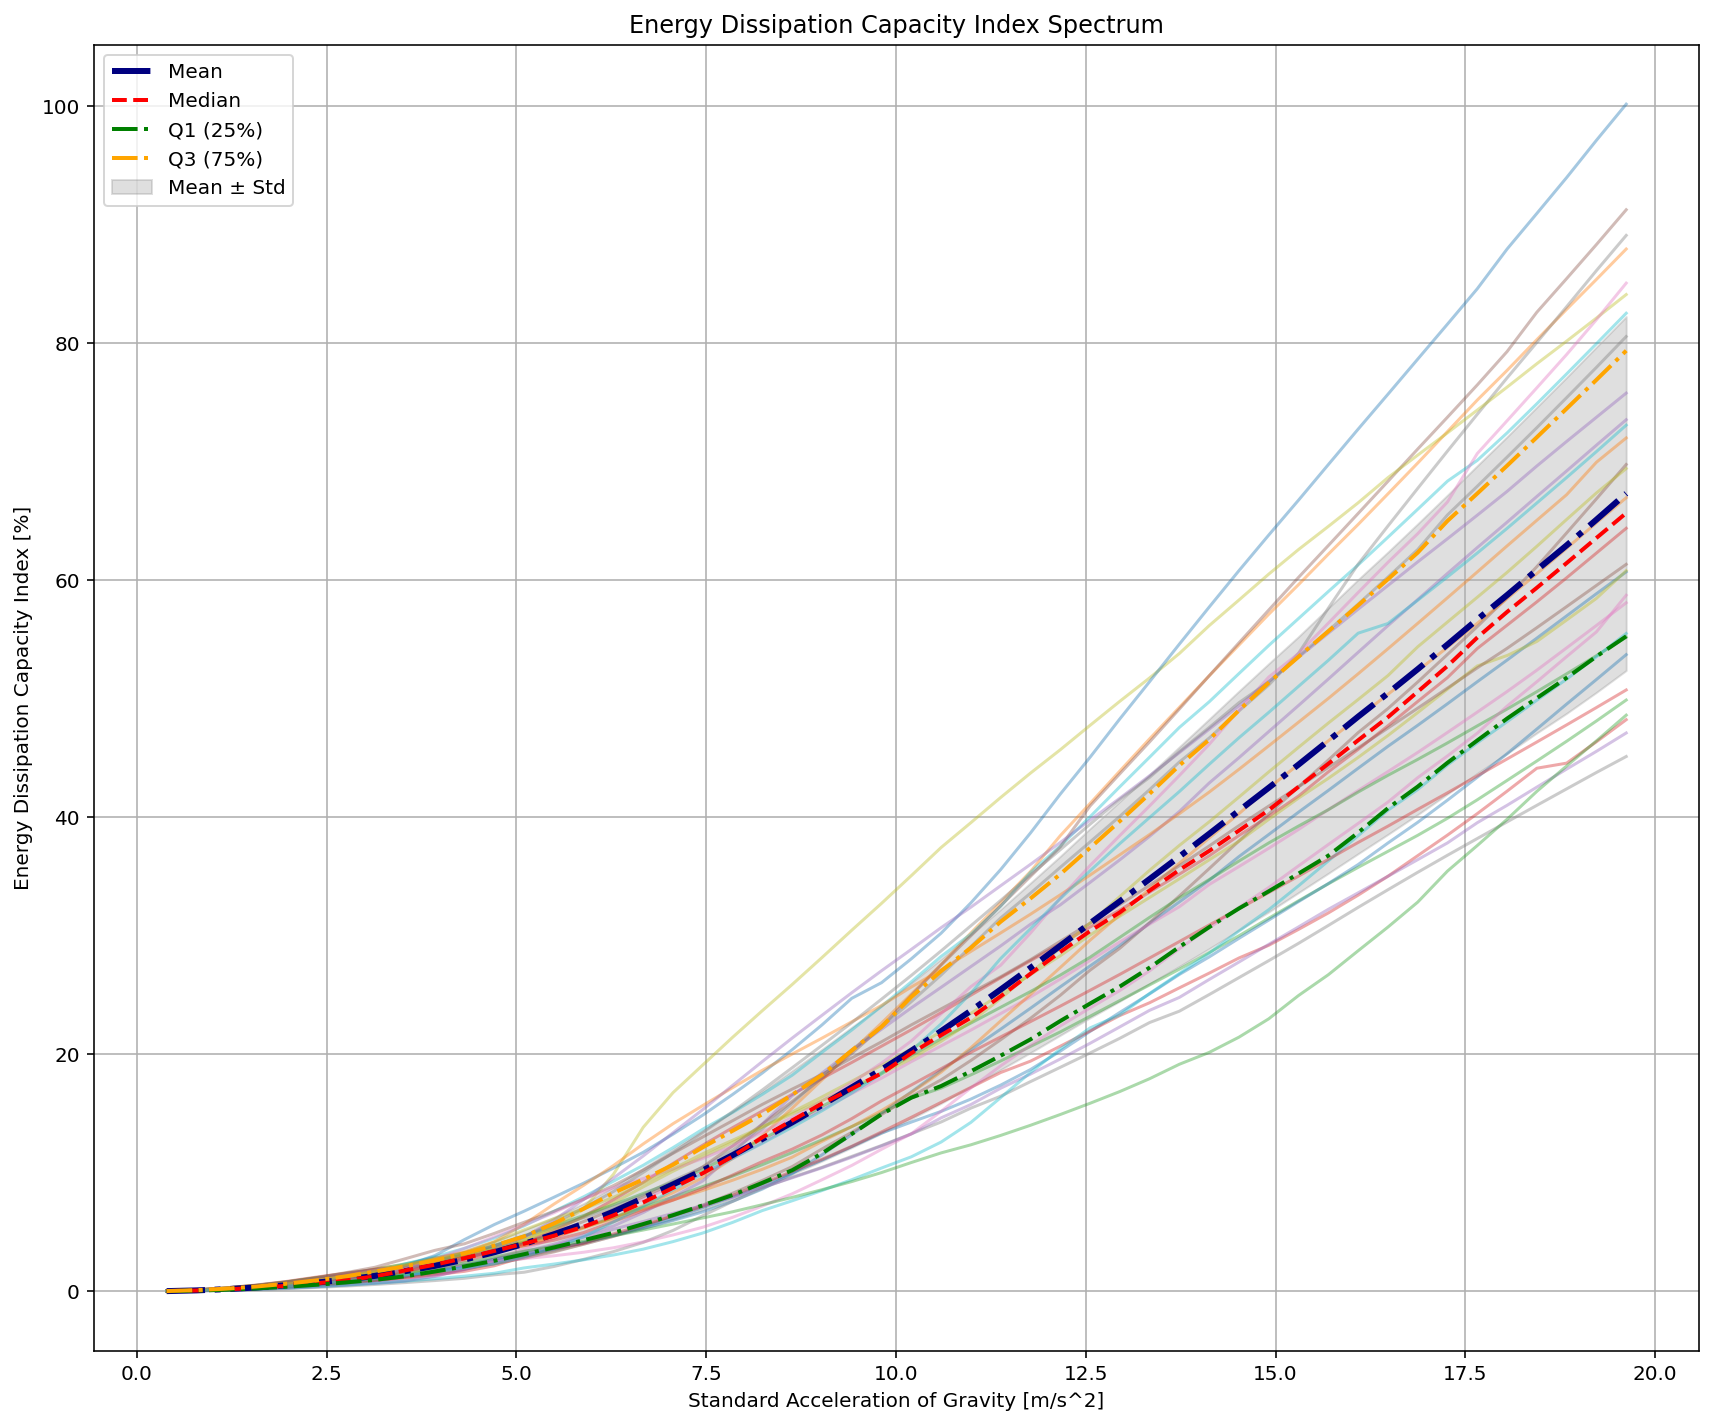 Energy Dissipation Capacity Index Spectrum
Mean
Median
Q1 (25%)
Q3 (75%)
Mean ± Std
Energy Dissipation Capacity Index [%]
100
80
60
40
20
0
0.0 2.5 5.0 7.5 10.0 12.5 15.0 17.5 20.0
Standard Acceleration of Gravity [m/s^2]